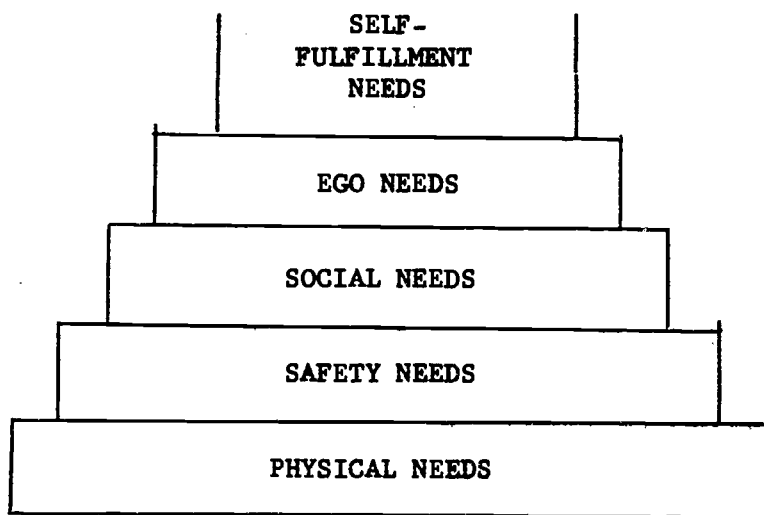 SELF-
FULFILLMENT
NEEDS
EGO NEEDS
SOCIAL NEEDS
SAFETY NEEDS
PHYSICAL NEEDS